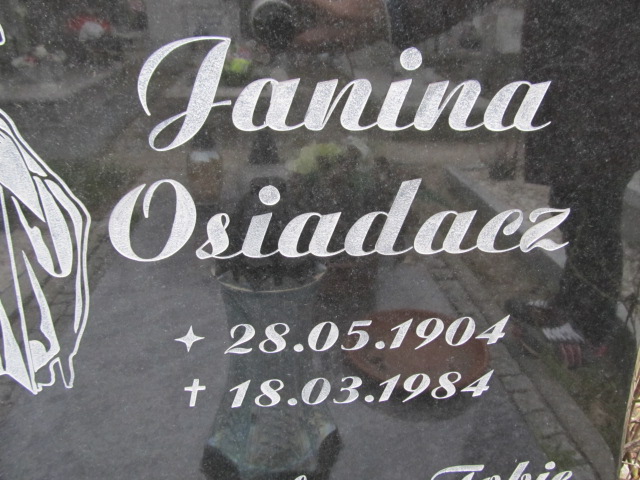 Janina
Osiadacz
✦ 28.05.1904
† 18.03.1984
Tobie